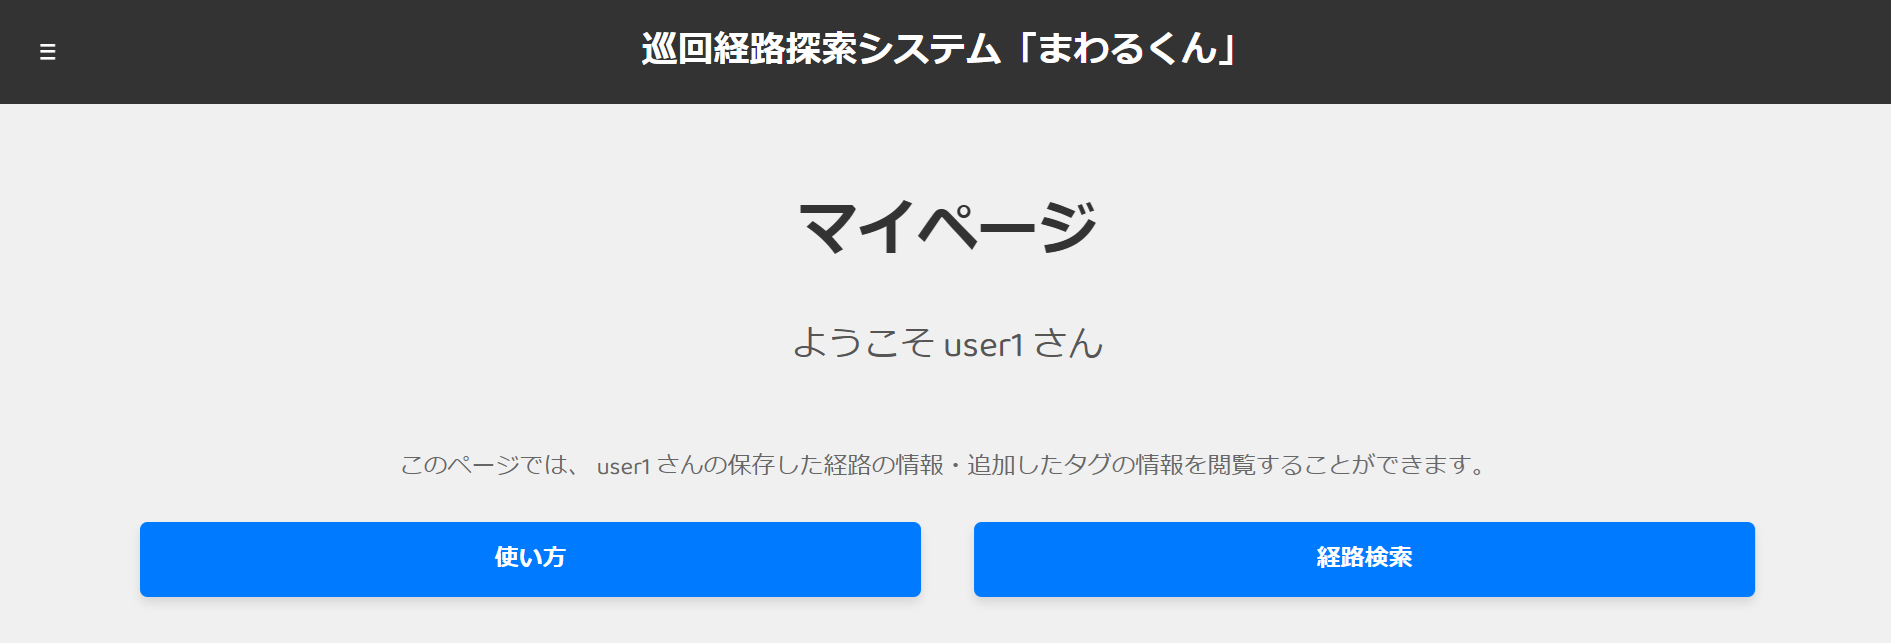 巡回経路探索システム「まわるくん」
マイページ
ようこそ user1 さん
このページでは、 user1 さんの保存した経路の情報・追加したタグの情報を閲覧することができます。
使い方
経路検索